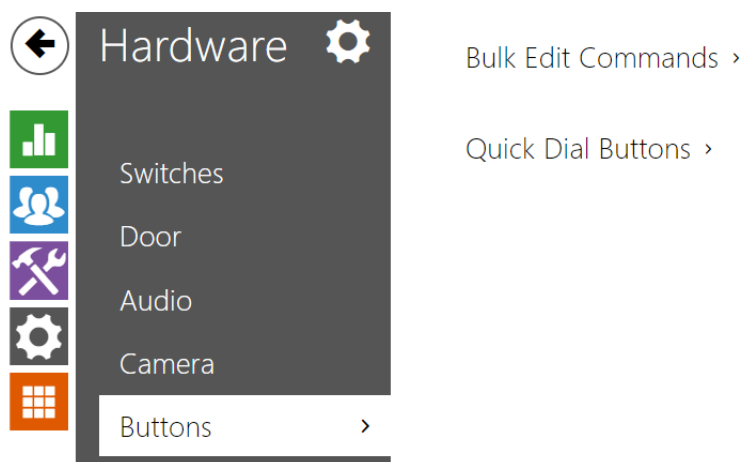 Hardware
Switches
Door
Audio
Camera
Buttons ›
Bulk Edit Commands ›
Quick Dial Buttons ›